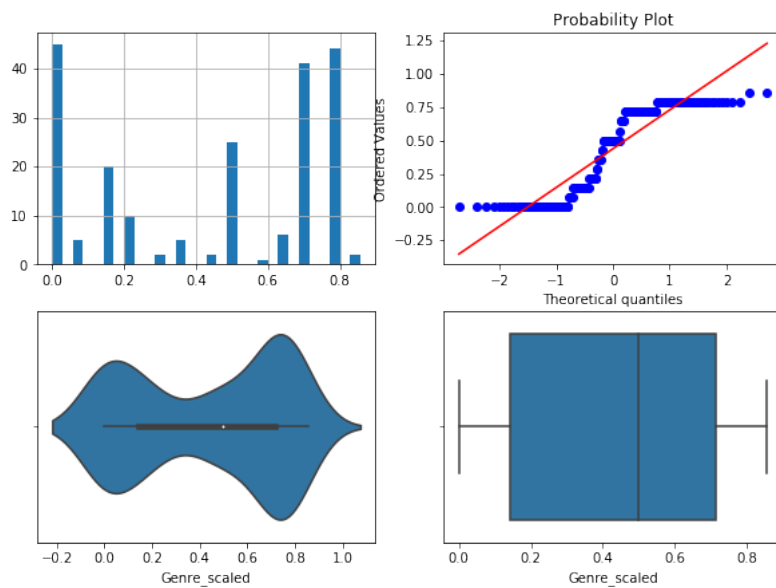 40
30
20
10
0
0.0 0.2 0.4 0.6 0.8
Probability Plot
1.25
1.00
0.75
0.50
0.25
0.00
−0.25
Ordered Values
−2 −1 0 1 2
Theoretical quantiles
−0.2 0.0 0.2 0.4 0.6 0.8 1.0
Genre_scaled
0.0 0.2 0.4 0.6 0.8
Genre_scaled